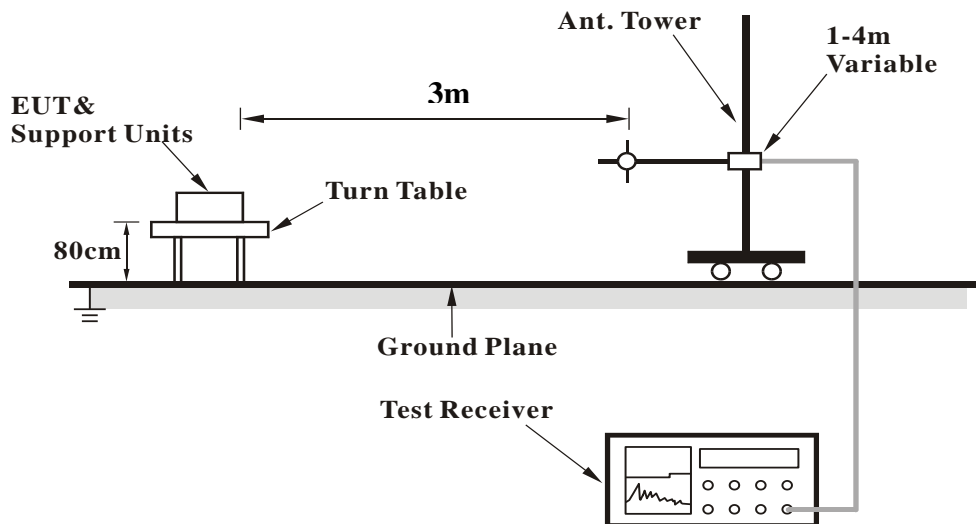 Ant. Tower
1-4m
Variable
3m
EUT&
Support Units
Turn Table
80cm
Ground Plane
Test Receiver